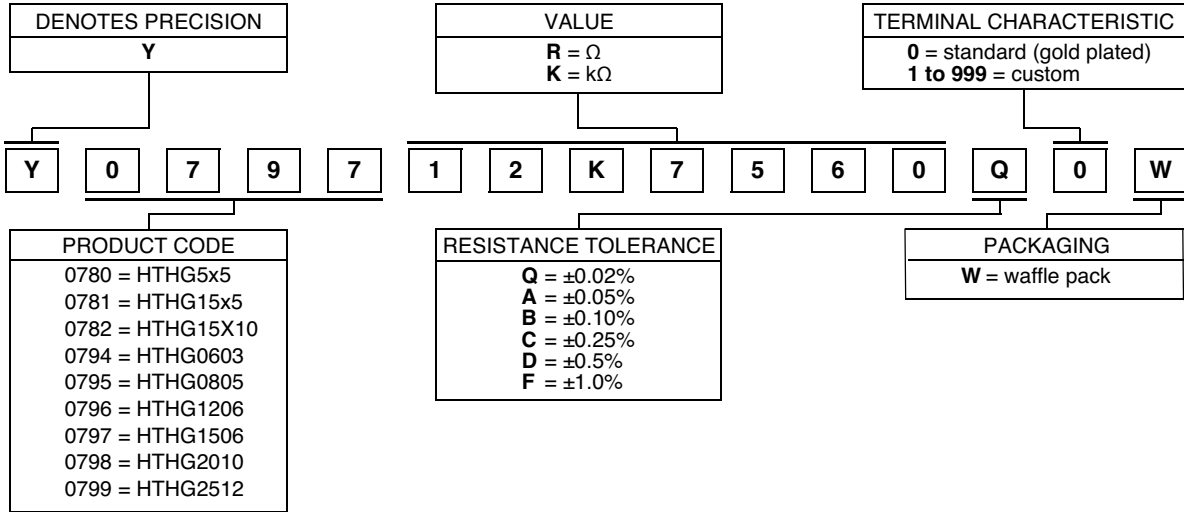 DENOTES PRECISION
Y
VALUE
R = Ω
K = kΩ
TERMINAL CHARACTERISTIC
0 = standard (gold plated)
1 to 999 = custom
Y 0 7 9 7 1 2 K 7 5 6 0 Q 0 W
PRODUCT CODE
0780 = HTHG5x5
0781 = HTHG15x5
0782 = HTHG15X10
0794 = HTHG0603
0795 = HTHG0805
0796 = HTHG1206
0797 = HTHG1506
0798 = HTHG2010
0799 = HTHG2512
RESISTANCE TOLERANCE
Q = ±0.02%
A = ±0.05%
B = ±0.10%
C = ±0.25%
D = ±0.5%
F = ±1.0%
PACKAGING
W = waffle pack